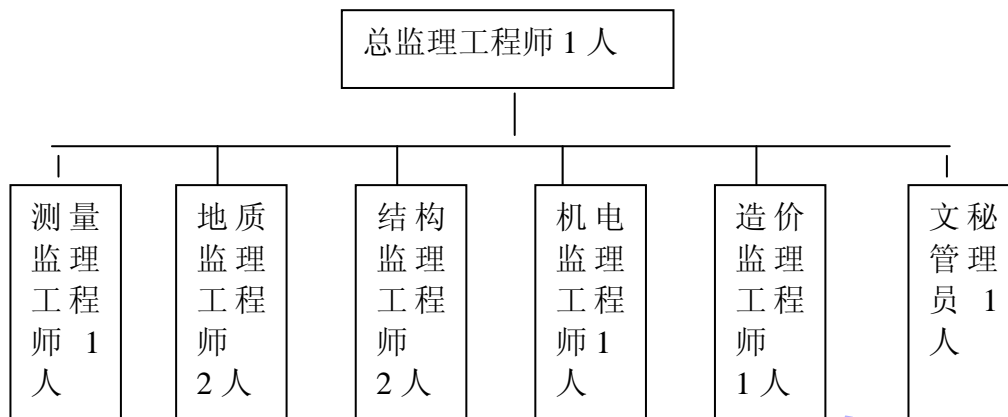 总监理工程师 1 人
测量
监理
工程
师 1
人
地质
监理
工程
师
2 人
结构
监理
工程
师
2 人
机电
监理
工程
师 1
人
造价
监理
工程
师
1 人
文秘
管理
员 1
人